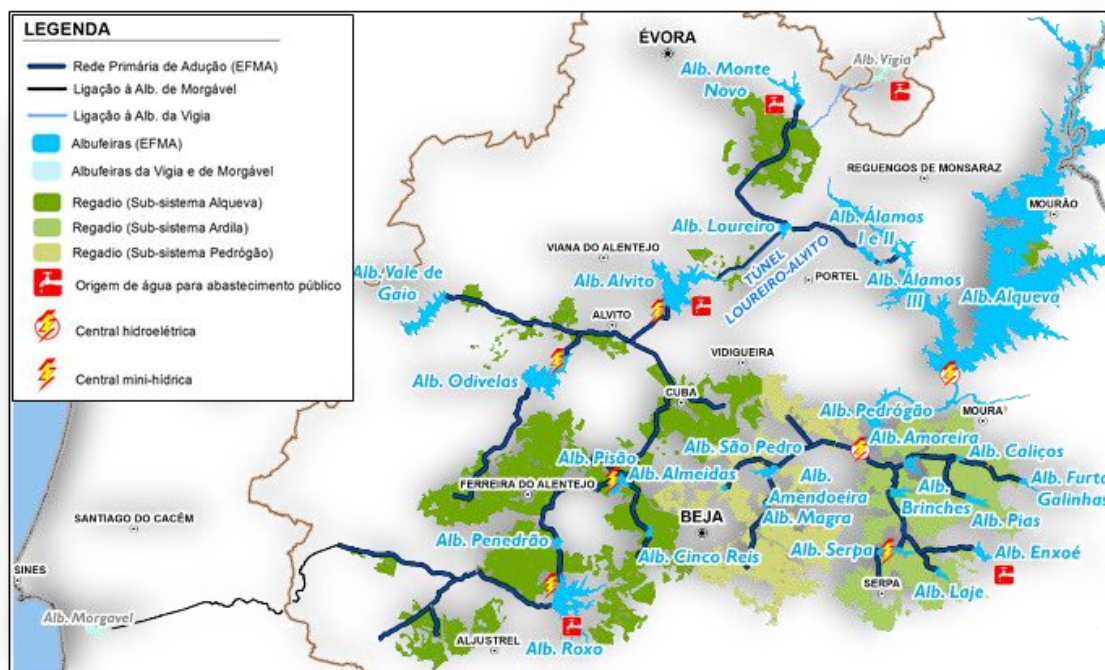 LEGENDA
Rede Primária de Adução (EFMA)
Ligação à Alb. de Morgável
Ligação à Alb. da Vigia
Albufeiras (EFMA)
Albufeiras da Vigia e de Morgável
Regadio (Sub-sistema Alqueva)
Regadio (Sub-sistema Ardila)
Regadio (Sub-sistema Pedrógão)
Origem de água para abastecimento público
Central hidroelétrica
Central mini-hídrica
ÉVORA
Alb. Vigia
Alb. Monte
Novo
REGUENGOS DE MONSARAZ
MOURÃO
Alb. Loureiro
Alb. Álamos
I e II
VIANA DO ALENTEJO
TÚNEL
LOUREIRO-ALVITO
PORTEL
Alb. Álamos
III
Alb. Alqueva
Alb. Vale de
Gaio
Alb. Alvito
ALVITO
VIDIGUEIRA
Alb. Odivelas
CUBA
Alb. Pedrógão
MOURA
Alb. São Pedro
Alb. Amoreira
Alb. Caliços
Alb. Pisão
Alb. Almeidas
Alb. Furta
Galinhas
FERREIRA DO ALENTEJO
Alb.
Amendoeira
Alb.
Brinches
Alb. Magra
Alb. Pias
BEJA
SANTIAGO DO CACÉM
Alb. Penedrão
Alb. Cinco Reis
Alb. Serpa
Alb. Enxoé
SINES
SERPA
Alb. Laje
Alb. Morgavel
ALJUSTREL
Alb. Roxo